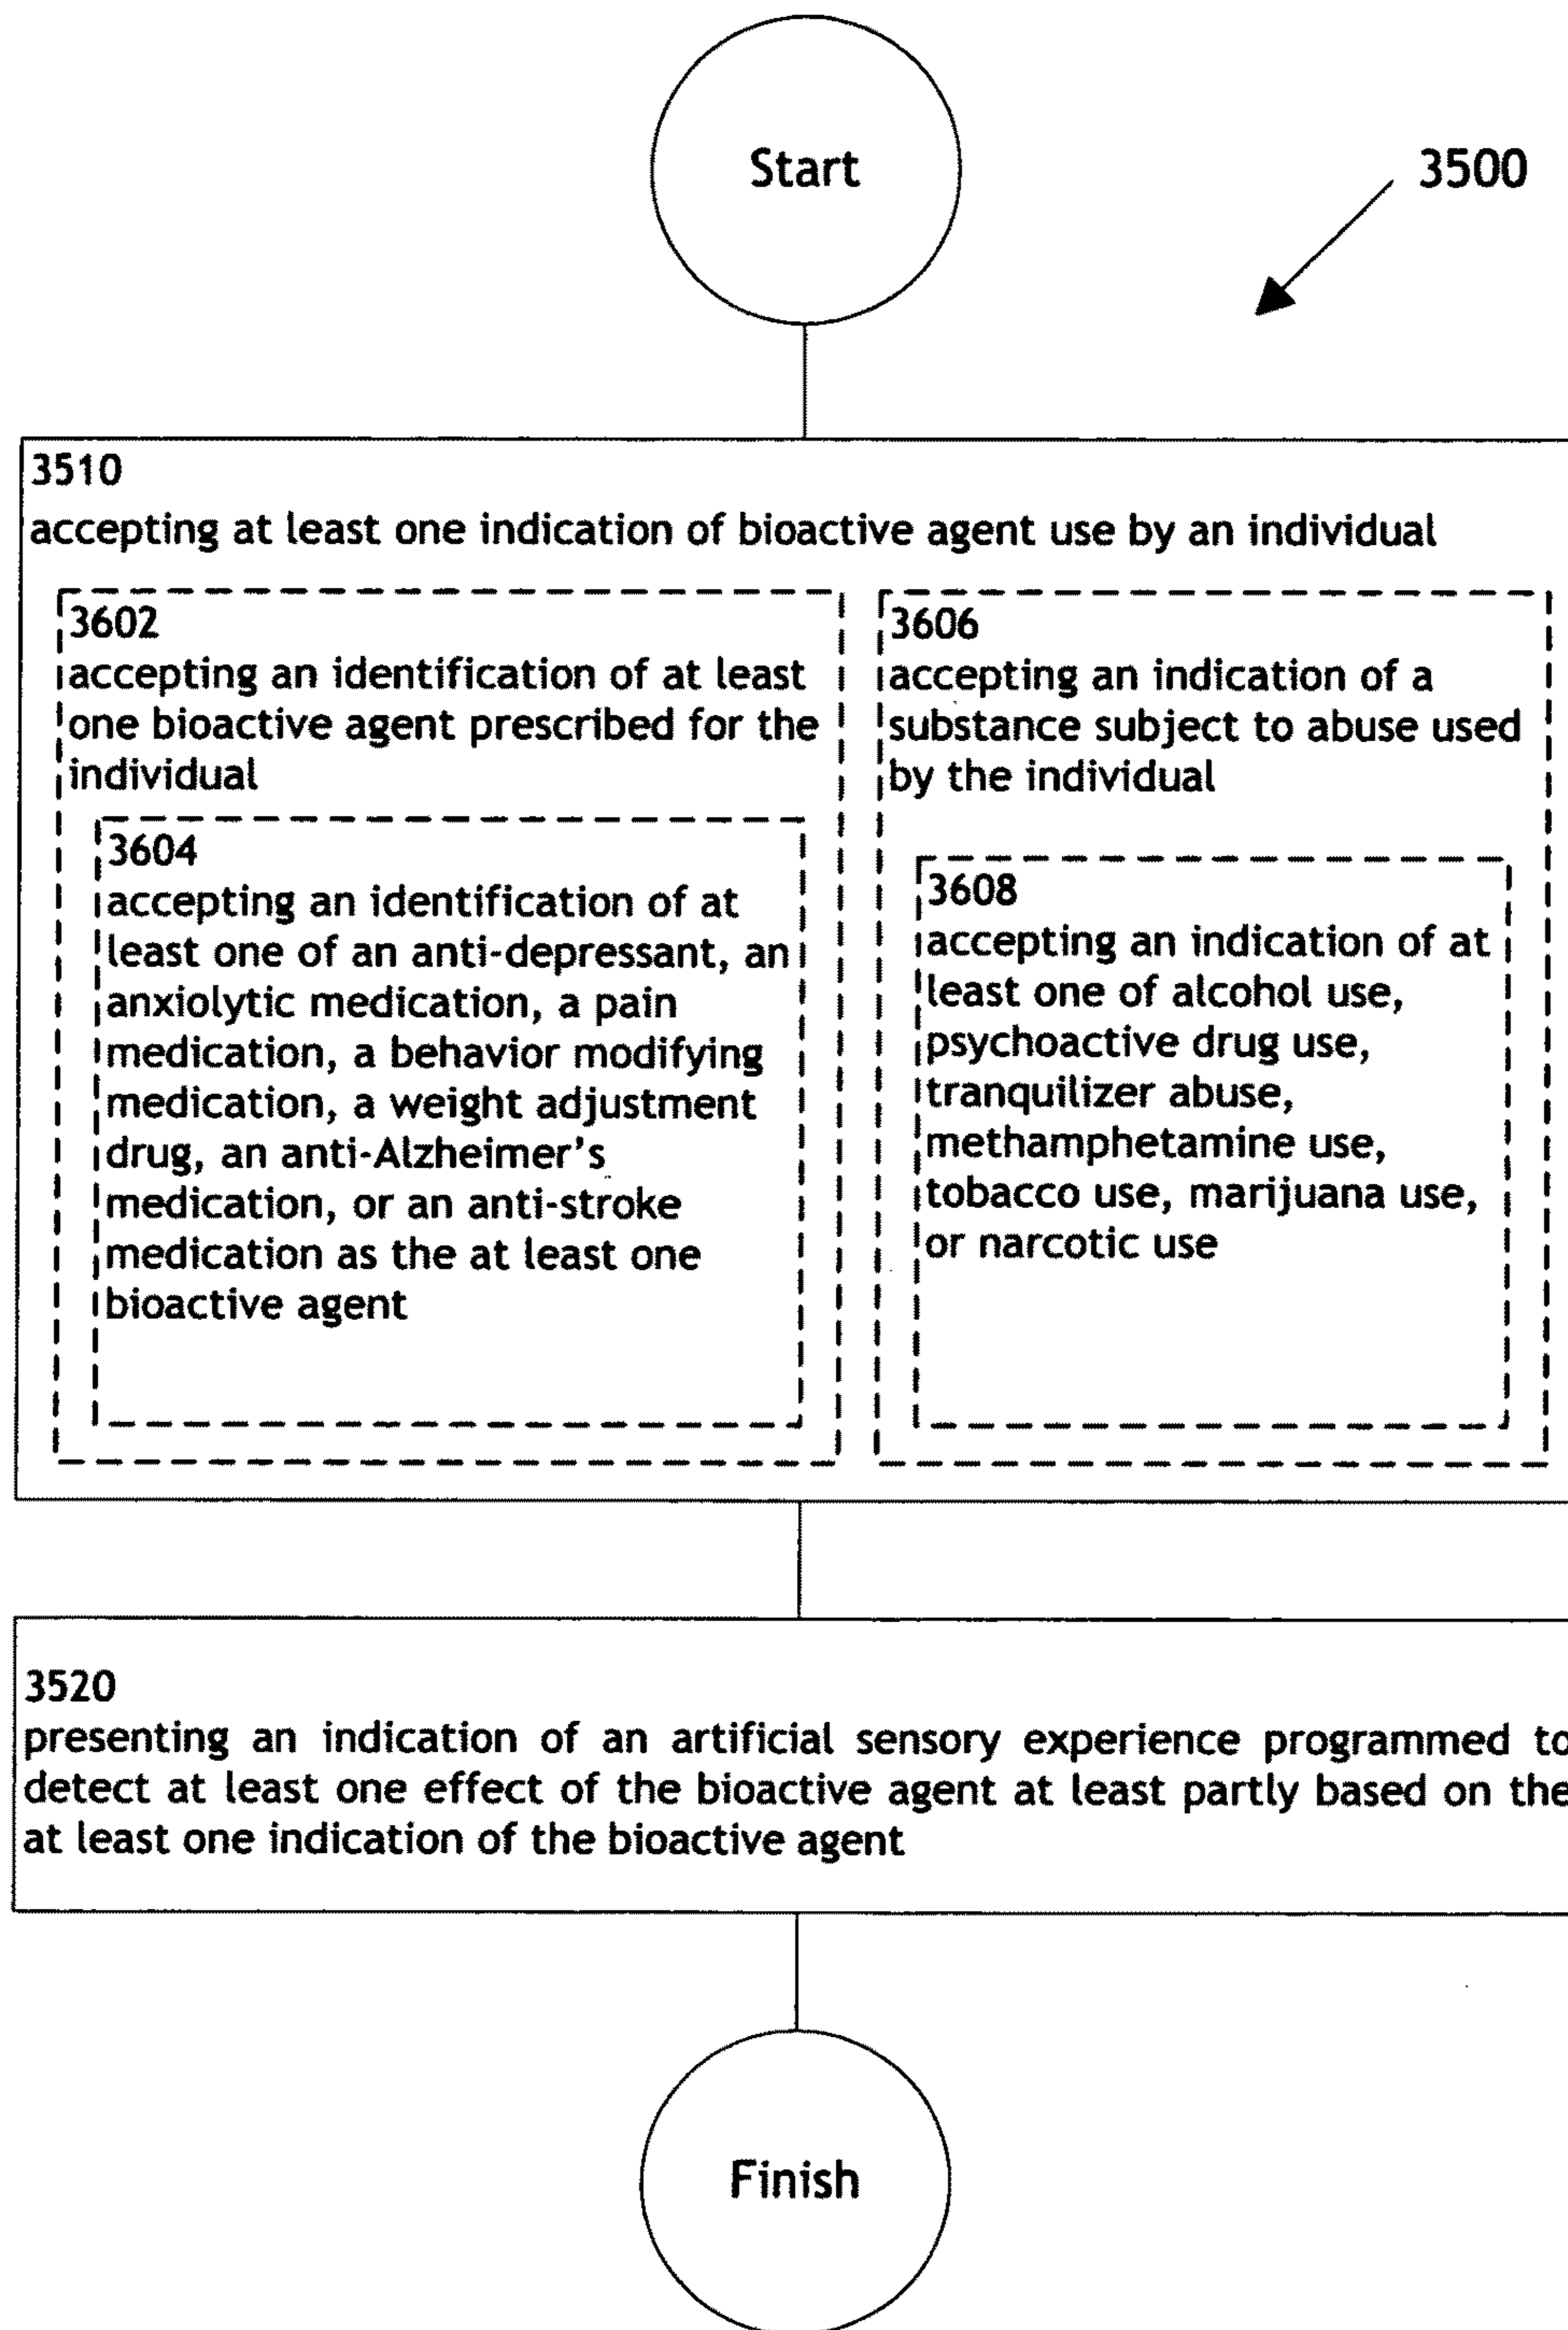 Start
3500
3510
accepting at least one indication of bioactive agent use by an individual
3602
accepting an identification of at least
one bioactive agent prescribed for the
individual
3604
accepting an identification of at
least one of an anti-depressant, an
anxiolytic medication, a pain
medication, a behavior modifying
medication, a weight adjustment
drug, an anti-Alzheimer's
medication, or an anti-stroke
medication as the at least one
bioactive agent
3606
accepting an indication of a
substance subject to abuse used
by the individual
3608
accepting an indication of at
least one of alcohol use,
psychoactive drug use,
tranquilizer abuse,
methamphetamine use,
tobacco use, marijuana use,
or narcotic use
3520
presenting an indication of an artificial sensory experience programmed to
detect at least one effect of the bioactive agent at least partly based on the
at least one indication of the bioactive agent
Finish